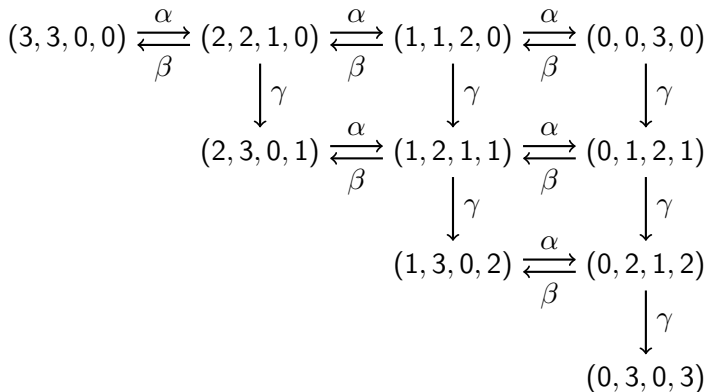 α α α
(3,3,0,0) (2,2,1,0) (1,1,2,0) (0,0,3,0)
β β β
γ γ γ
α α
(2,3,0,1) (1,2,1,1) (0,1,2,1)
β β
γ γ
α
(1,3,0,2) (0,2,1,2)
β
γ
(0,3,0,3)